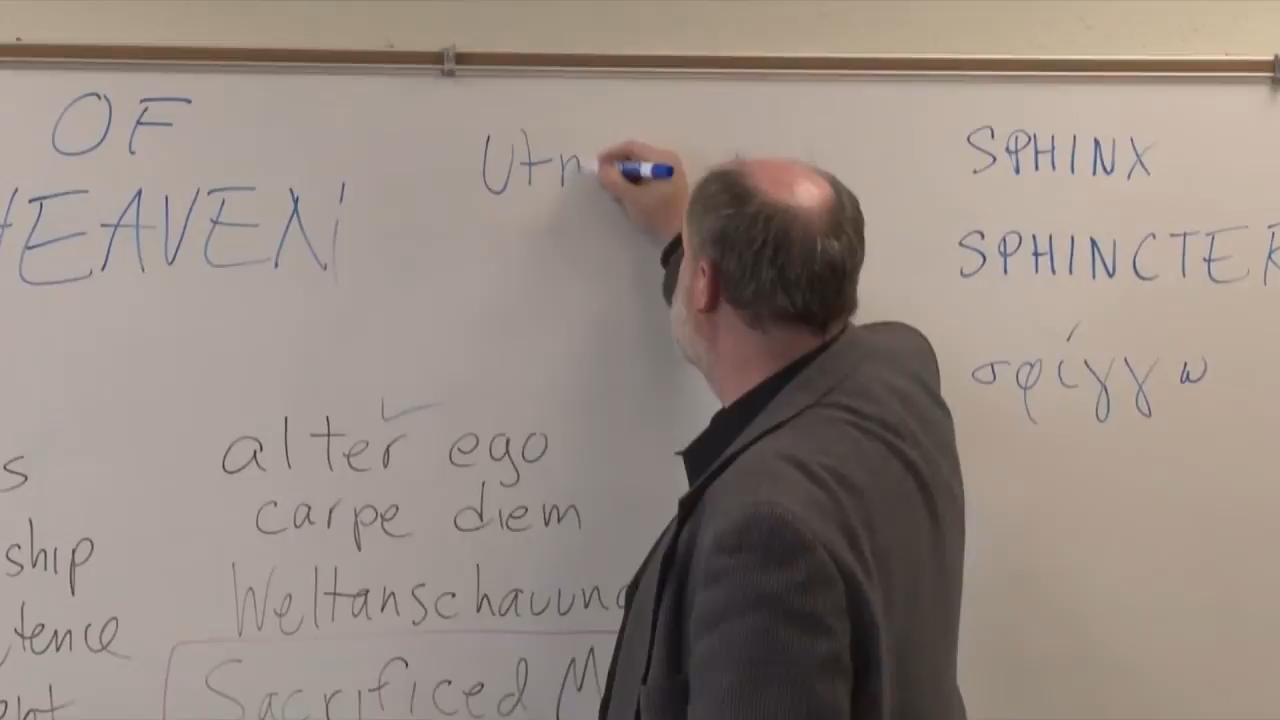 OF
HEAVEN
Utn
SPHINX
SPHINCTER
σφίγγω
alter ego
carpe diem
Weltanschauung
Sacrificed M
s
ship
tence